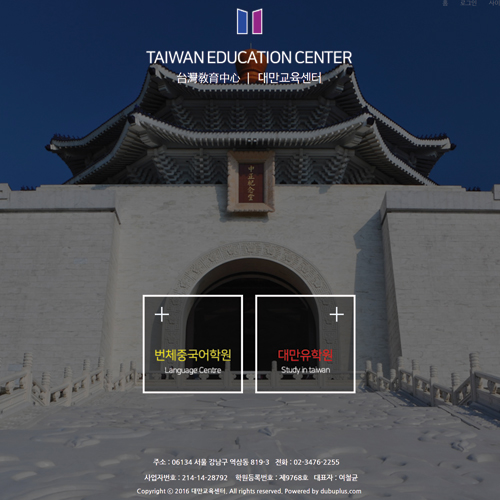 홈 로그인
TAIWAN EDUCATION CENTER
台灣敎育中心 | 대만교육센터
中正紀念堂
번체중국어학원
Language Centre
대만유학원
Study in taiwan
주소 : 06134 서울 강남구 역삼동 819-3 전화 : 02-3476-2255
사업자번호 : 214-14-28792 학원등록번호 : 제9768호 대표자 : 이철균
Copyright ⓒ 2016 대만교육센터. All rights reserved. Powered by dubuplus.com